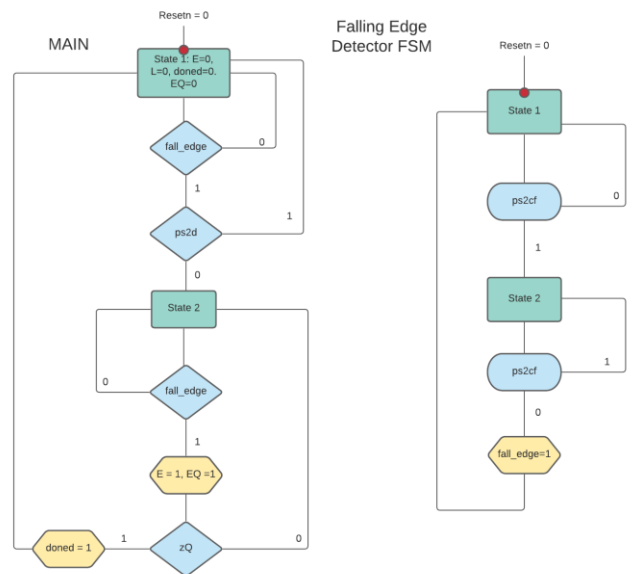 Resetn = 0
MAIN
State 1: E=0,
L=0, doned=0.
EQ=0
fall_edge
0
1
ps2d
1
0
State 2
fall_edge
0
1
E = 1, EQ =1
zQ
1
0
doned = 1
Falling Edge
Detector FSM
Resetn = 0
State 1
ps2cf
0
1
State 2
ps2cf
1
0
fall_edge=1